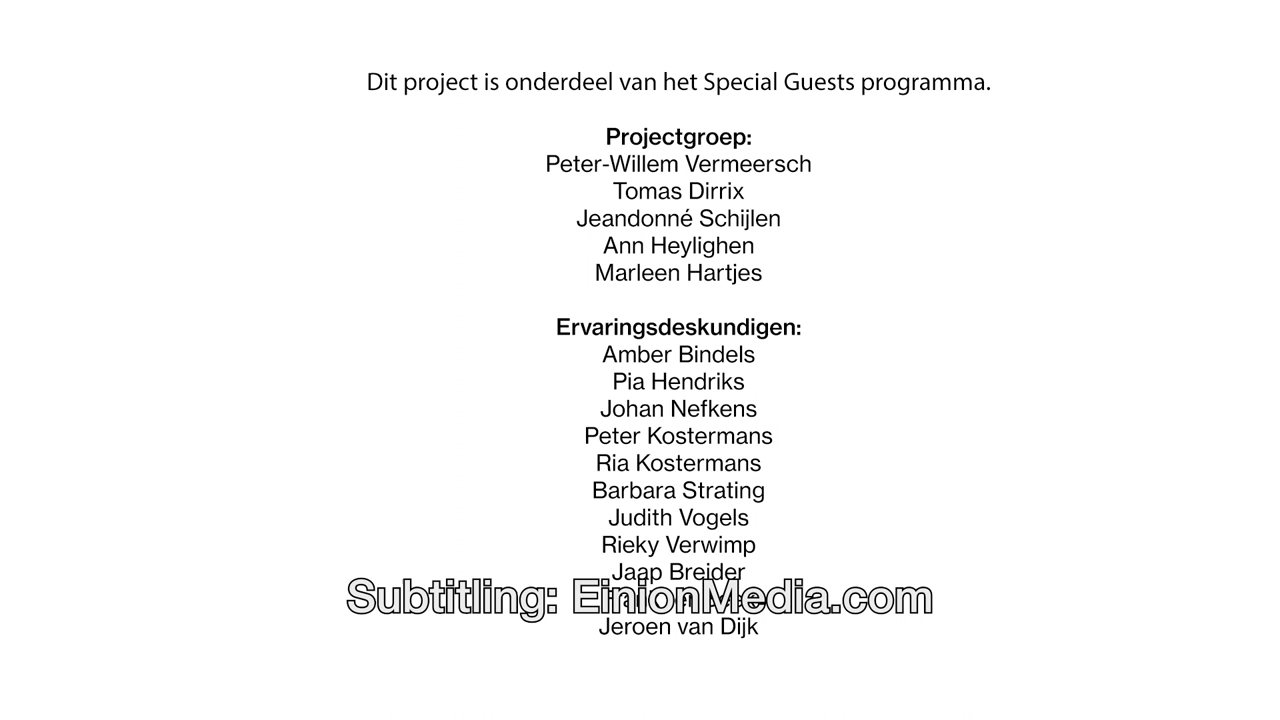 Dit project is onderdeel van het Special Guests programma.
Projectgroep:
Peter-Willem Vermeersch
Tomas Dirrix
Jeandonné Schijlen
Ann Heylighen
Marleen Hartjes
Ervaringsdeskundigen:
Amber Bindels
Pia Hendriks
Johan Nefkens
Peter Kostermans
Ria Kostermans
Barbara Strating
Judith Vogels
Rieky Verwimp
Jaap Breider
Subtitling: EinionMedia.com
Jeroen van Dijk